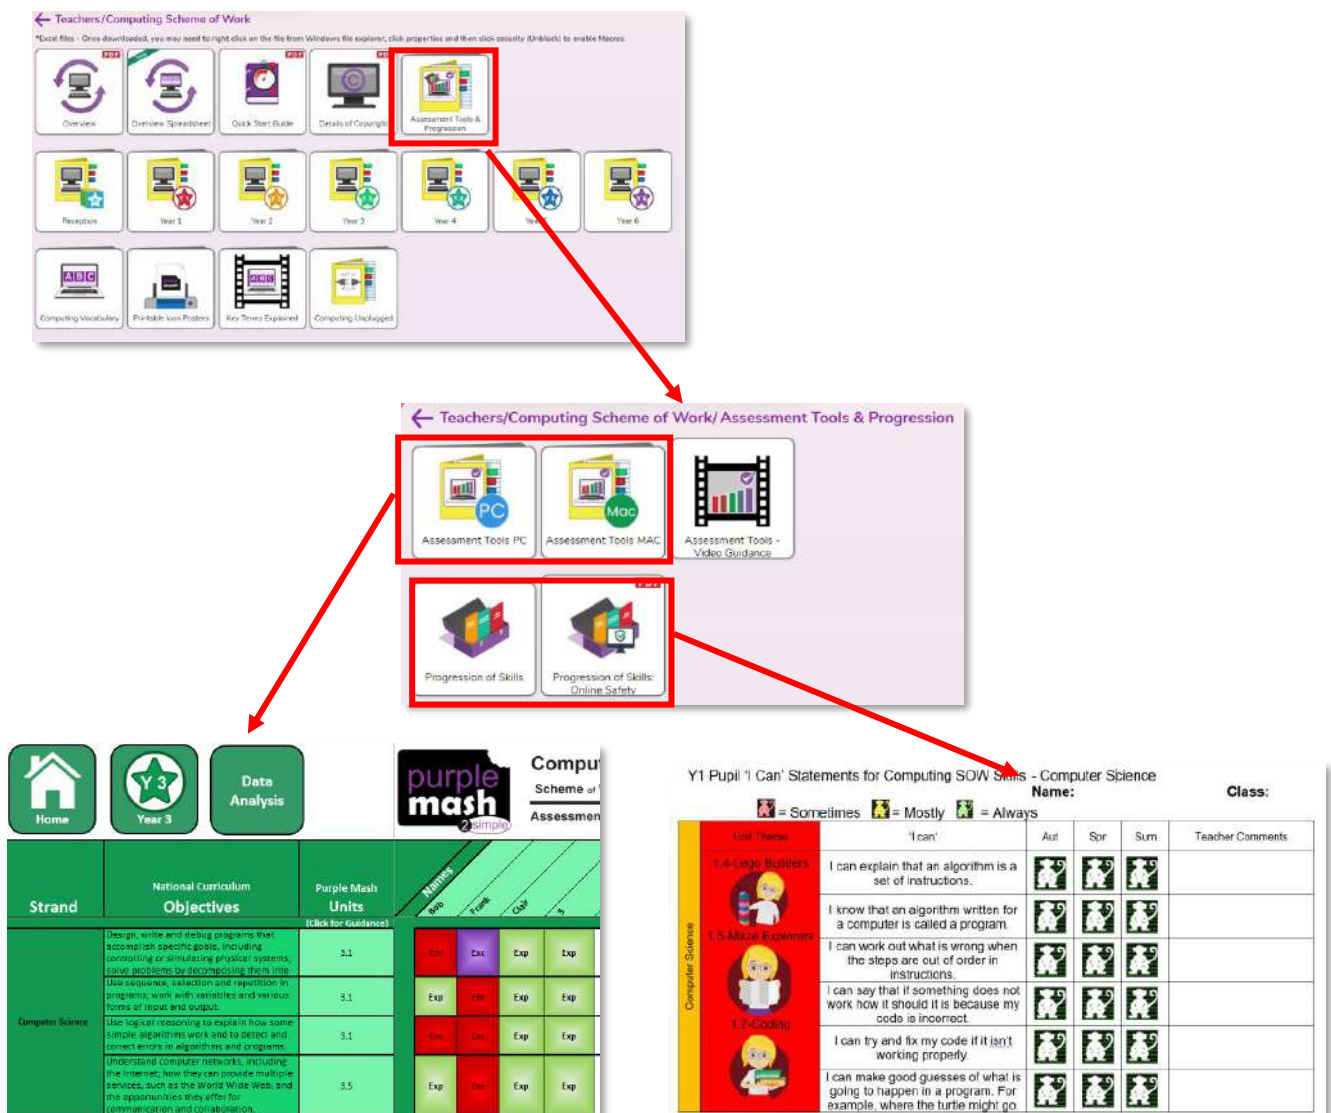 Teachers/Computing Scheme of Work
*Excel files - Once downloaded, you may need to right click on the file from Windows file explorer, click properties and then click security (Unblock) to enable Macros.
PDF
PDF
PDF
Overview
Overview Spreadsheet
Quick Start Guide
Details of Copyright
Assessment Tools &
Progression
Reception
Year 1
Year 2
Year 3
Year 4
Year 5
Year 6
ABC
ABC
Computing Vocabulary
Printable Icon Posters
Key Terms Explained
Computing Unplugged
Teachers/Computing Scheme of Work/Assessment Tools & Progression
PC
Mac
Assessment Tools PC
Assessment Tools MAC
Assessment Tools -
Video Guidance
PDF
Progression of Skills
Progression of Skills:
Online Safety
Home
Y 3
Year 3
Data
Analysis
purple
mash
2simple
Compu
Scheme of
Assessmen
Strand
National Curriculum
Objectives
Purple Mash
Units
(Click for Guidance)
Names
Bob
Frank
Clair
5
Computer Science
Design, write and debug programs that
accomplish specific goals, including
controlling or simulating physical systems;
solve problems by decomposing them into
3.1
Em
Exc
Exp
Exp
Use sequence, selection and repetition in
programs; work with variables and various
forms of input and output.
3.1
Exp
Em
Exp
Exp
Use logical reasoning to explain how some
simple algorithms work and to detect and
correct errors in algorithms and programs
3.1
Em
Em
Exp
Exp
Understand computer networks, including
the internet; how they can provide multiple
services, such as the World Wide Web, and
the opportunities they offer for
communication and collaboration.
3.5
Exp
Em
Exp
Exp
Y1 Pupil 'I Can' Statements for Computing SOW Skills - Computer Science
Name:
Class:
= Sometimes
= Mostly
= Always
Unit Theme
'I can'
Aut
Spr
Sum
Teacher Comments
Computer Science
1.4-Lego Builders
1.5-Maze Explorers
1.7-Coding
I can explain that an algorithm is a
set of instructions.
I know that an algorithm written for
a computer is called a program.
I can work out what is wrong when
the steps are out of order in
instructions.
I can say that if something does not
work how it should it is because my
code is incorrect.
I can try and fix my code if it isn't
working properly.
I can make good guesses of what is
going to happen in a program. For
example, where the turtle might go.